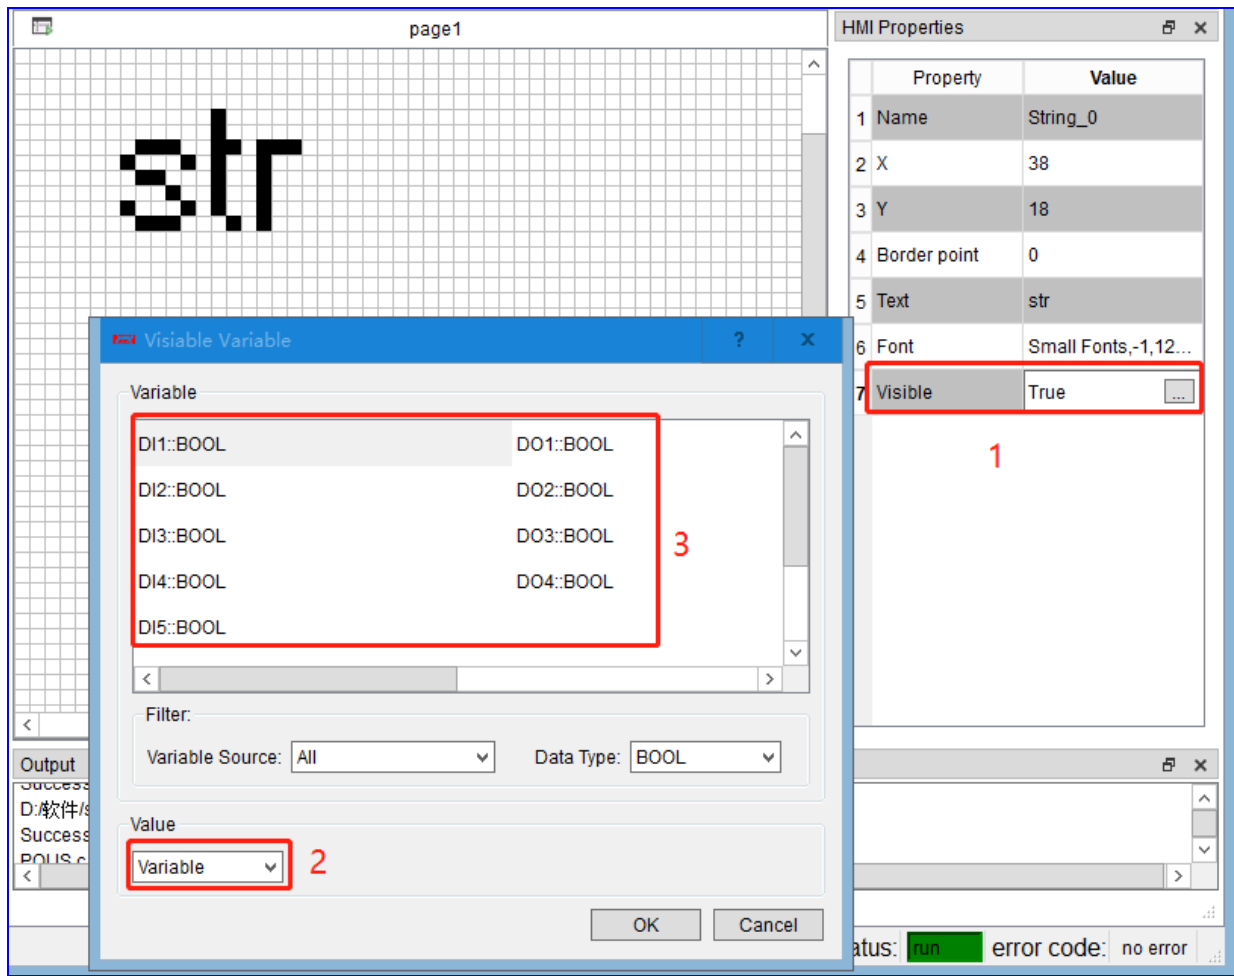 page1
str
HMI Properties
Property Value
1 Name String_0
2 X 38
3 Y 18
4 Border point 0
5 Text str
6 Font Small Fonts,-1,12...
7 Visible True ...
1
Visiable Variable ? x
Variable
DI1::BOOL DO1::BOOL
DI2::BOOL DO2::BOOL
DI3::BOOL DO3::BOOL
DI4::BOOL DO4::BOOL
DI5::BOOL
3
Filter:
Variable Source: All Data Type: BOOL
Value
Variable
2
OK Cancel
Output
Success
D:/软件/s
Success
POUS.c
atus: run error code: no error